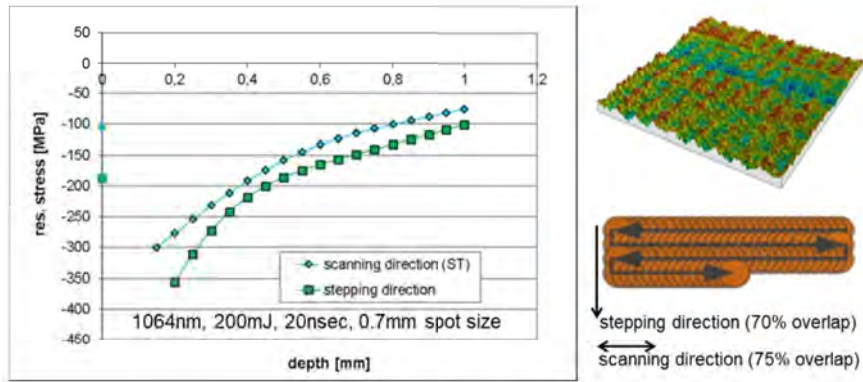 100
50
0
-50
-100
-150
-200
-250
-300
-350
-400
-450
res. stress [MPa]
0,2 0,4 0,6 0,8 1 1,2
scanning direction (ST)
stepping direction
1064nm, 200mJ, 20nsec, 0.7mm spot size
depth [mm]
stepping direction (70% overlap)
scanning direction (75% overlap)